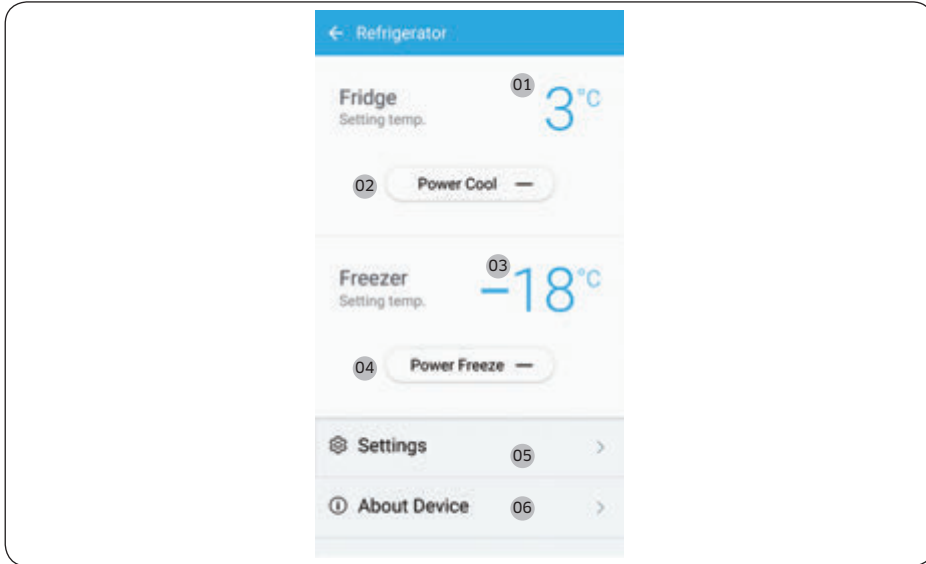 ← Refrigerator
01
Fridge 3°C
Setting temp.
02 Power Cool —
03
Freezer -18°C
Setting temp.
04 Power Freeze —
Settings 05 >
About Device 06 >